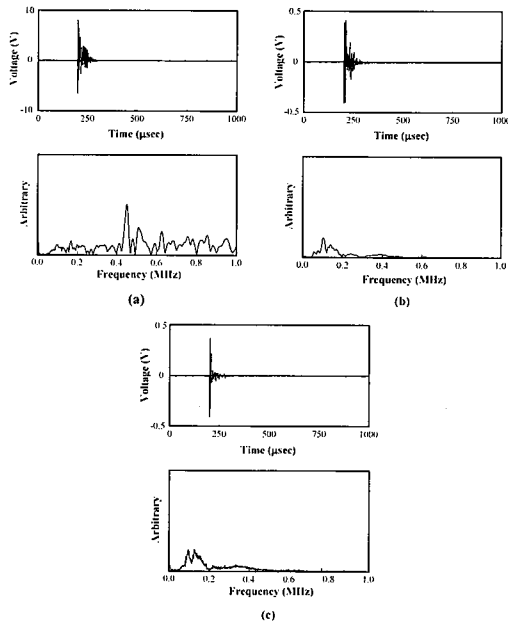 10
Voltage (V)
0
-10
0 250 500 750 1000
Time (μsec)
Arbitrary
0.0 0.2 0.4 0.6 0.8 1.0
Frequency (MHz)
(a)
0.5
Voltage (V)
0
-0.5
0 250 500 750 1000
Time (μsec)
Arbitrary
0.0 0.2 0.4 0.6 0.8 1.0
Frequency (MHz)
(b)
0.5
Voltage (V)
0
-0.5
0 250 500 750 1000
Time (μsec)
Arbitrary
0.0 0.2 0.4 0.6 0.8 1.0
Frequency (MHz)
(c)